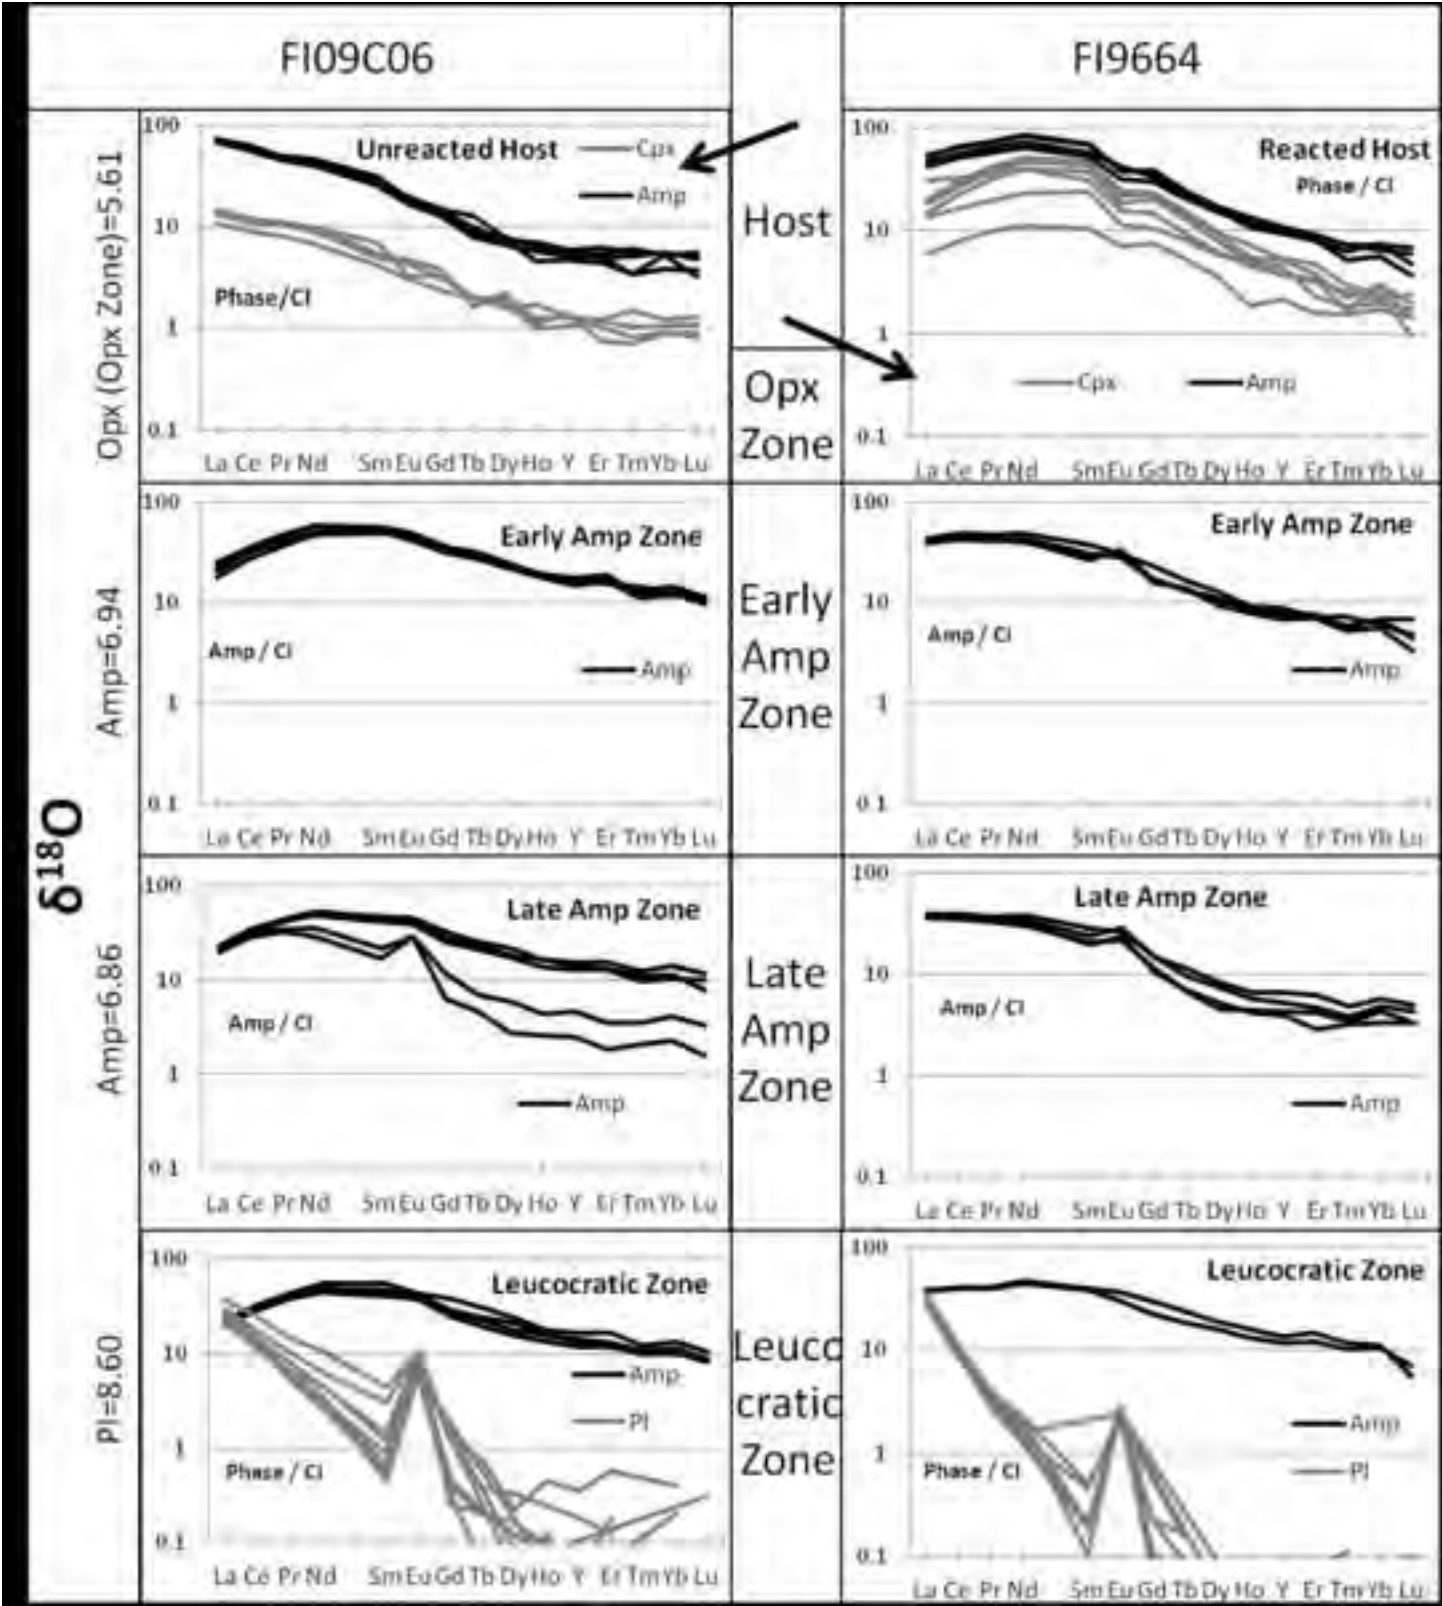 FI09C06
FI9664
δ18O
Opx (Opx Zone)=5.61
Amp=6.94
Amp=6.86
Pl=8.60
100
10
1
0.1
Unreacted Host
Cpx
Amp
Phase/CI
La Ce Pr Nd Sm Eu Gd Tb Dy Ho Y Er Tm Yb Lu
Host
Opx
Zone
100
10
1
0.1
Reacted Host
Phase / CI
Cpx
Amp
La Ce Pr Nd Sm Eu Gd Tb Dy Ho Y Er Tm Yb Lu
100
10
1
0.1
Early Amp Zone
Amp / CI
Amp
La Ce Pr Nd Sm Eu Gd Tb Dy Ho Y Er Tm Yb Lu
Early
Amp
Zone
100
10
1
0.1
Early Amp Zone
Amp / CI
Amp
La Ce Pr Nd Sm Eu Gd Tb Dy Ho Y Er Tm Yb Lu
100
10
1
0.1
Late Amp Zone
Amp / CI
Amp
La Ce Pr Nd Sm Eu Gd Tb Dy Ho Y Er Tm Yb Lu
Late
Amp
Zone
100
10
1
0.1
Late Amp Zone
Amp / CI
Amp
La Ce Pr Nd Sm Eu Gd Tb Dy Ho Y Er Tm Yb Lu
100
10
1
0.1
Leucocratic Zone
Amp
Pl
Phase / CI
La Ce Pr Nd Sm Eu Gd Tb Dy Ho Y Er Tm Yb Lu
Leuco
cratic
Zone
100
10
1
0.1
Leucocratic Zone
Amp
Phase / CI
Pl
La Ce Pr Nd Sm Eu Gd Tb Dy Ho Y Er Tm Yb Lu